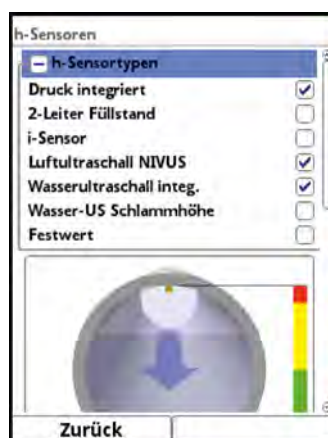 h-Sensoren
h-Sensortypen
Druck integriert
2-Leiter Füllstand
i-Sensor
Luftultraschall NIVUS
Wasserultraschall integ.
Wasser-US Schlammhöhe
Festwert
Zurück